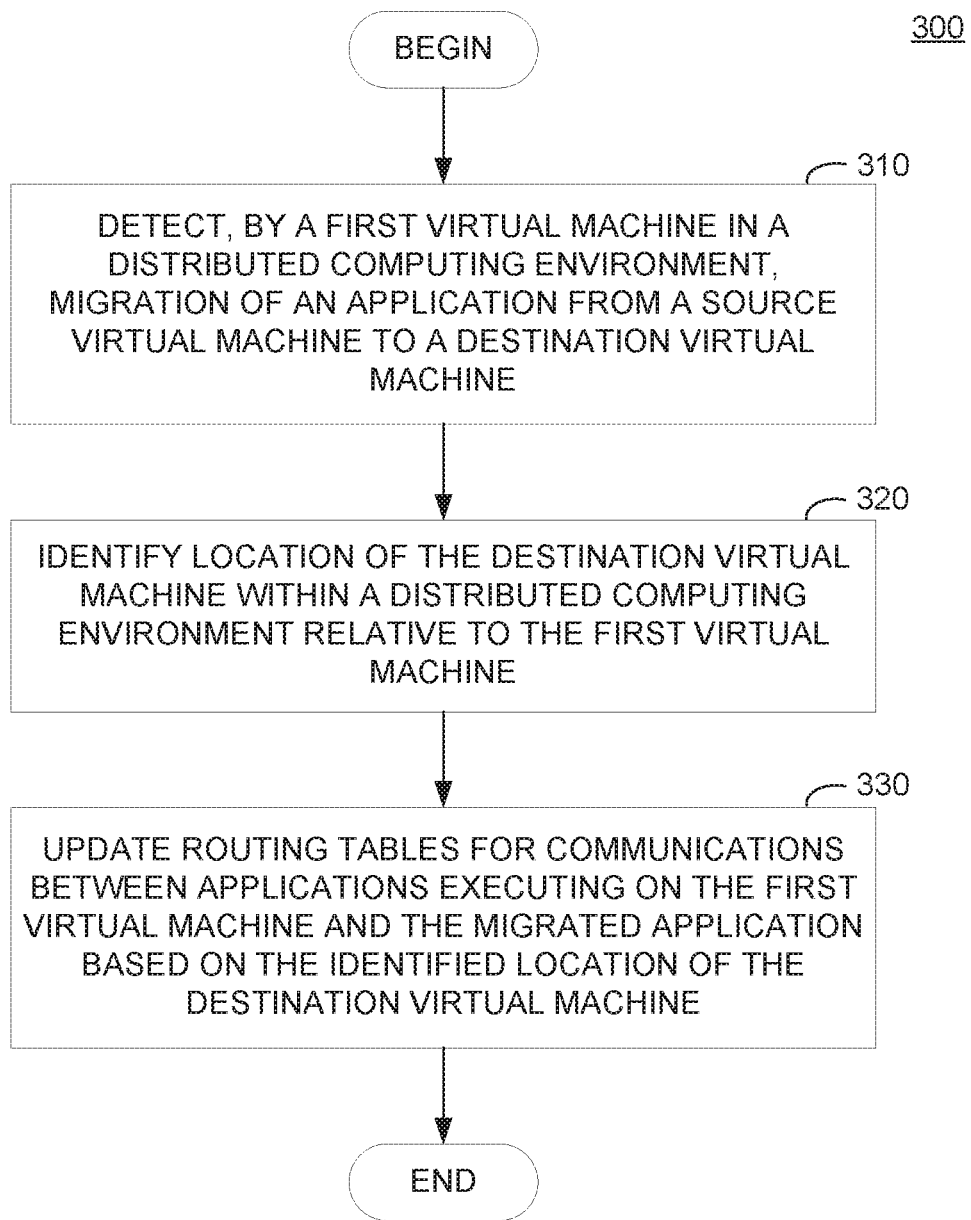 300
BEGIN
310
DETECT, BY A FIRST VIRTUAL MACHINE IN A
DISTRIBUTED COMPUTING ENVIRONMENT,
MIGRATION OF AN APPLICATION FROM A SOURCE
VIRTUAL MACHINE TO A DESTINATION VIRTUAL
MACHINE
320
IDENTIFY LOCATION OF THE DESTINATION VIRTUAL
MACHINE WITHIN A DISTRIBUTED COMPUTING
ENVIRONMENT RELATIVE TO THE FIRST VIRTUAL
MACHINE
330
UPDATE ROUTING TABLES FOR COMMUNICATIONS
BETWEEN APPLICATIONS EXECUTING ON THE FIRST
VIRTUAL MACHINE AND THE MIGRATED APPLICATION
BASED ON THE IDENTIFIED LOCATION OF THE
DESTINATION VIRTUAL MACHINE
END